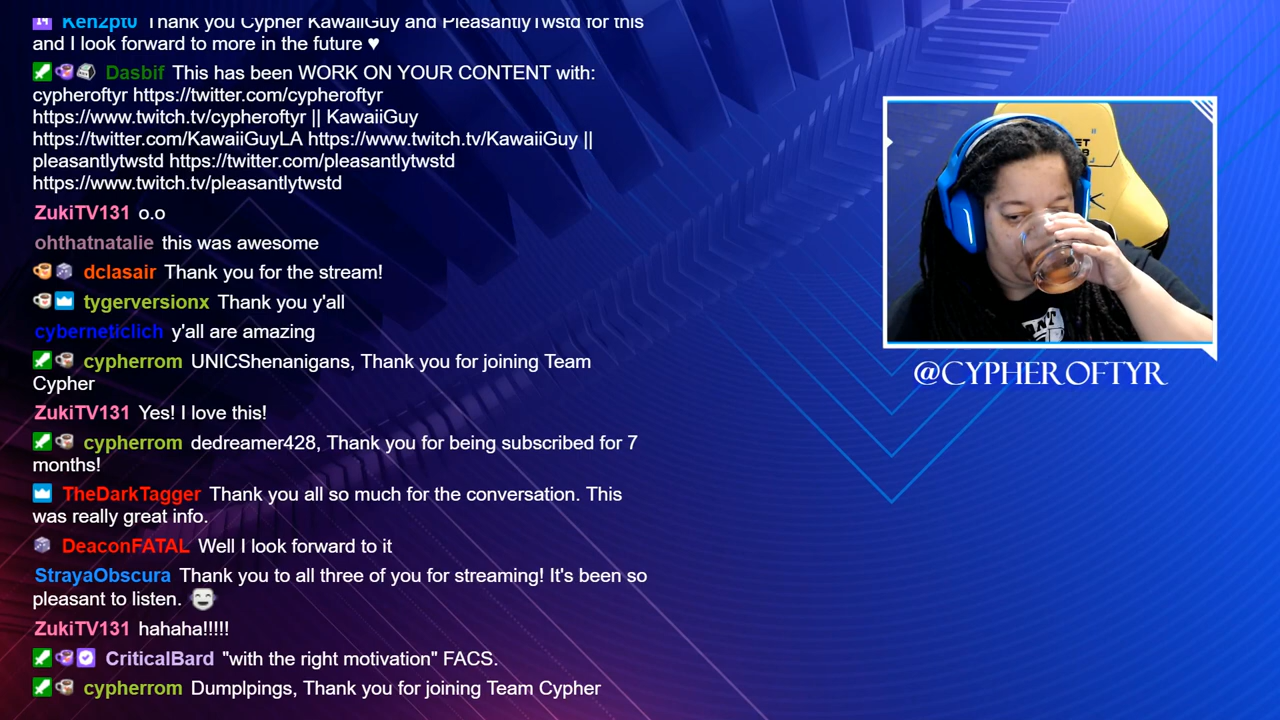 14 Ken2pt0 Thank you Cypher KawaiiGuy and PleasantlyTwstd for this
and I look forward to more in the future ♥
Dasbif This has been WORK ON YOUR CONTENT with:
cypheroftyr https://twitter.com/cypheroftyr
https://www.twitch.tv/cypheroftyr || KawaiiGuy
https://twitter.com/KawaiiGuyLA https://www.twitch.tv/KawaiiGuy ||
pleasantlytwstd https://twitter.com/pleasantlytwstd
https://www.twitch.tv/pleasantlytwstd
ZukiTV131 o.o
ohthatnatalie this was awesome
dclasair Thank you for the stream!
tygerversionx Thank you y'all
cyberneticlich y'all are amazing
cypherrom UNICShenanigans, Thank you for joining Team
Cypher
ZukiTV131 Yes! I love this!
cypherrom dedreamer428, Thank you for being subscribed for 7
months!
TheDarkTagger Thank you all so much for the conversation. This
was really great info.
DeaconFATAL Well I look forward to it
StrayaObscura Thank you to all three of you for streaming! It's been so
pleasant to listen.
ZukiTV131 hahaha!!!!!
CriticalBard "with the right motivation" FACS.
cypherrom Dumplpings, Thank you for joining Team Cypher
@CYPHEROFTYR